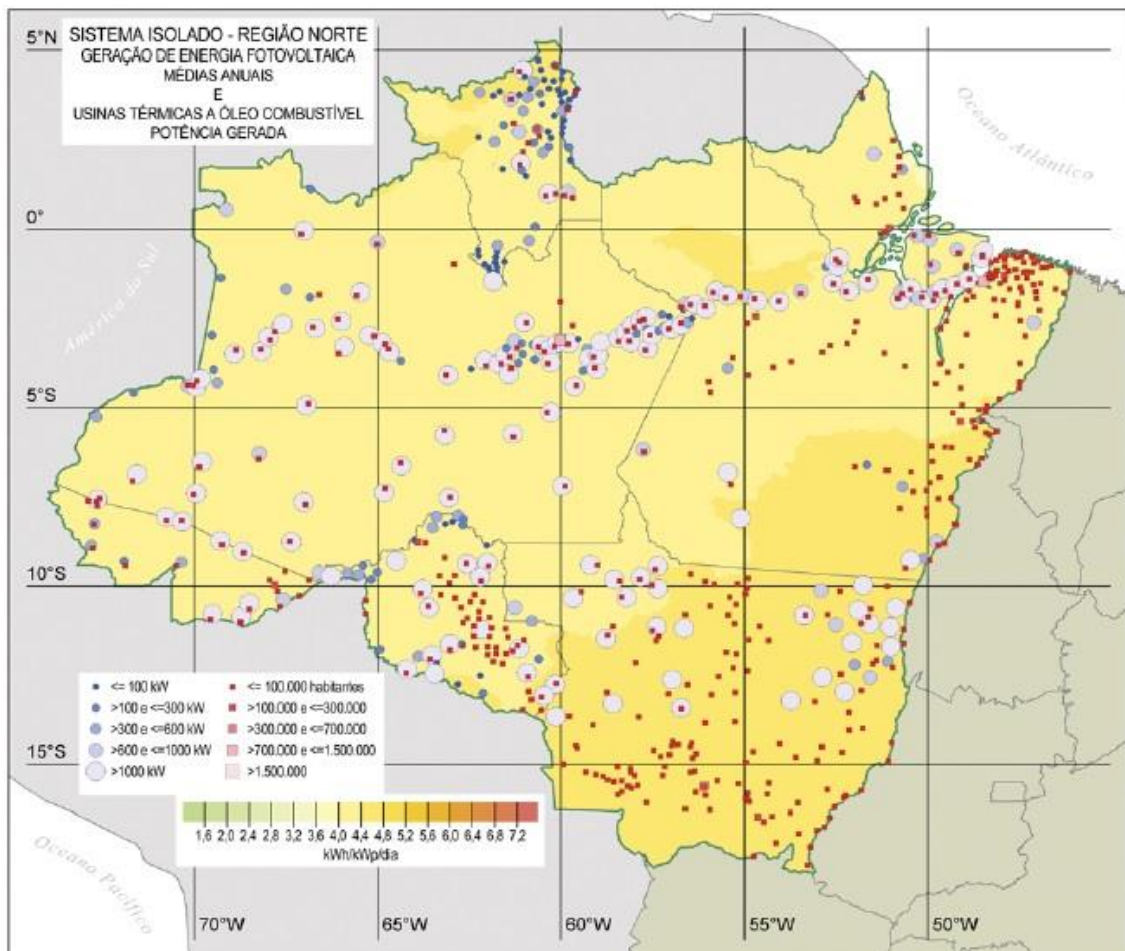 SISTEMA ISOLADO - REGIÃO NORTE
GERAÇÃO DE ENERGIA FOTOVOLTAICA
MÉDIAS ANUAIS
E
USINAS TÉRMICAS A ÓLEO COMBUSTÍVEL
POTÊNCIA GERADA
5°N
0°
5°S
10°S
15°S
Oceano Atlântico
América do Sul
Oceano Pacífico
<= 100 kW
>100 e <=300 kW
>300 e <=600 kW
>600 e <=1000 kW
>1000 kW
<= 100.000 habitantes
>100.000 e <=300.000
>300.000 e <=700.000
>700.000 e <=1.500.000
>1.500.000
1,6 2,0 2,4 2,8 3,2 3,6 4,0 4,4 4,8 5,2 5,6 6,0 6,4 6,8 7,2
kWh/kWp/dia
70°W 65°W 60°W 55°W 50°W